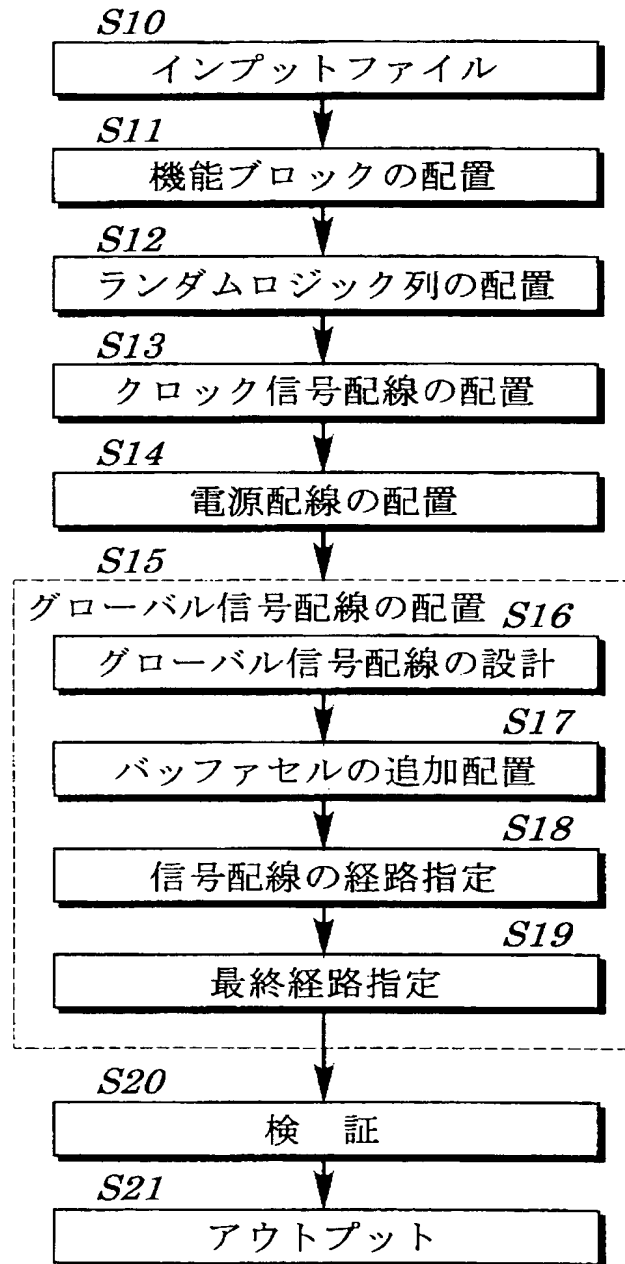 S10
インプットファイル
S11
機能ブロックの配置
S12
ランダムロジック列の配置
S13
クロック信号配線の配置
S14
電源配線の配置
S15
グローバル信号配線の配置 S16
グローバル信号配線の設計
S17
バッファセルの追加配置
S18
信号配線の経路指定
S19
最終経路指定
S20
検 証
S21
アウトプット